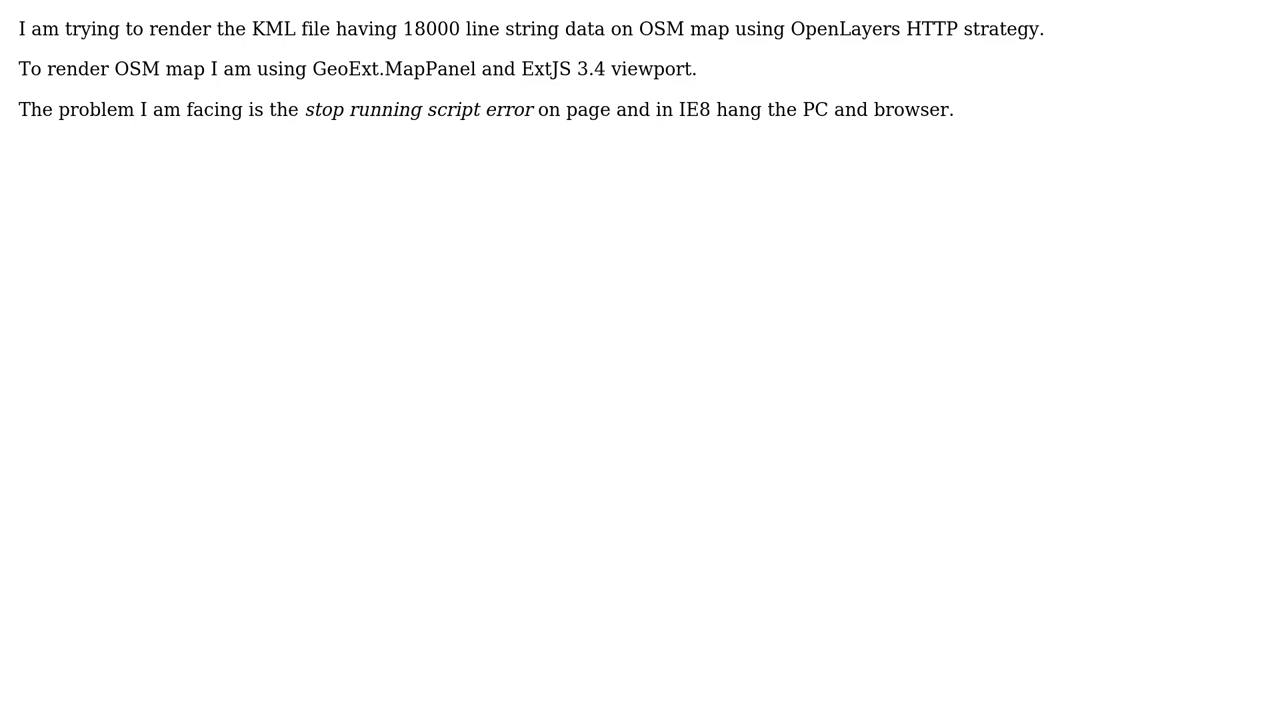 I am trying to render the KML file having 18000 line string data on OSM map using OpenLayers HTTP strategy.
To render OSM map I am using GeoExt.MapPanel and ExtJS 3.4 viewport.
The problem I am facing is the stop running script error on page and in IE8 hang the PC and browser.